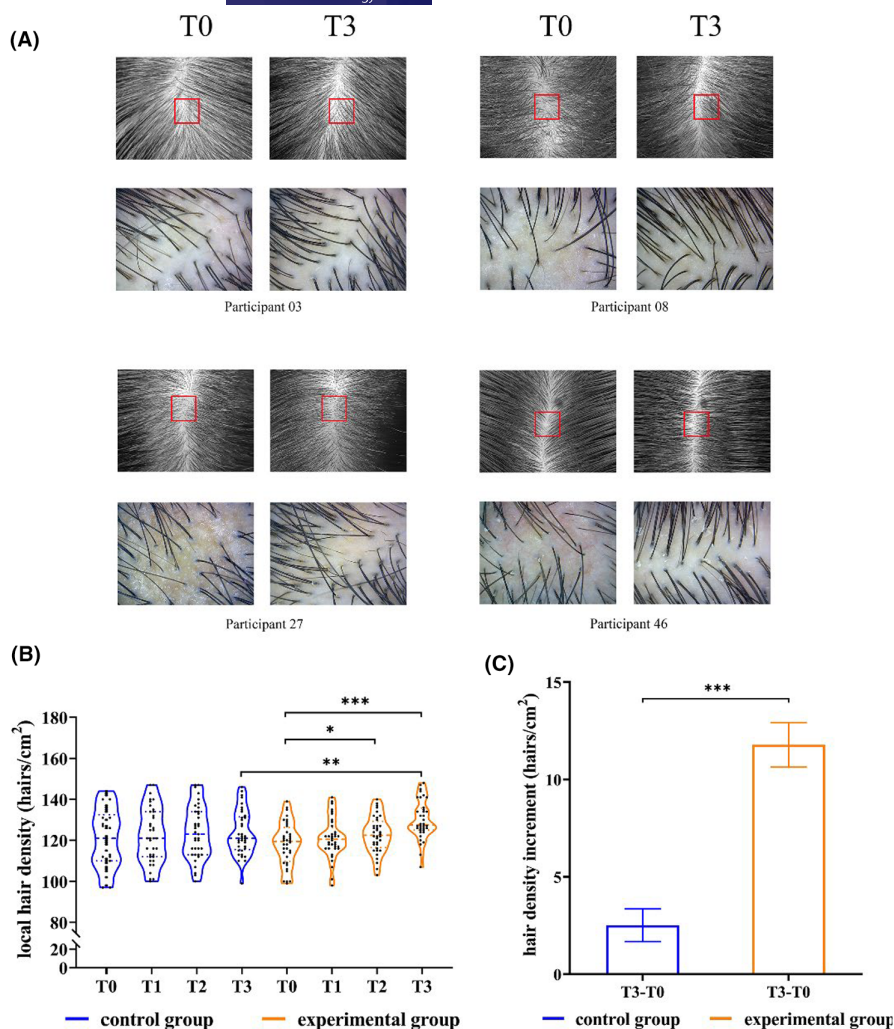 T0 T3 T0 T3
(A)
Participant 03 Participant 08
Participant 27 Participant 46
(B)
local hair density (hairs/cm²)
180
160
140
120
100
80
20
0
***
*
**
T0 T1 T2 T3 T0 T1 T2 T3
control group experimental group
(C)
hair density increment (hairs/cm²)
15
10
5
0
***
T3-T0 T3-T0
control group experimental group